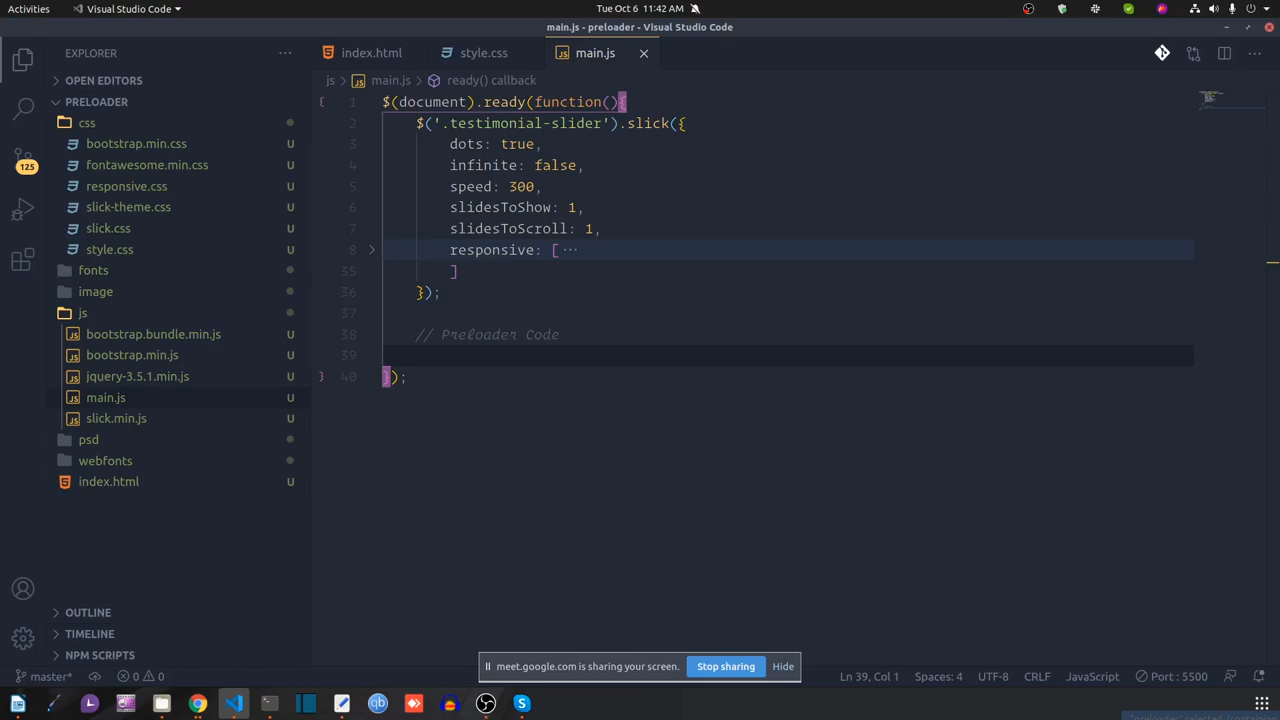 Activities
Visual Studio Code
Tue Oct 6 11:42 AM
main.js - preloader - Visual Studio Code
EXPLORER
index.html
style.css
main.js
OPEN EDITORS
js > main.js > ready() callback
PRELOADER
css
bootstrap.min.css U
fontawesome.min.css U
responsive.css U
slick-theme.css U
slick.css U
style.css U
fonts
image
js
bootstrap.bundle.min.js U
bootstrap.min.js U
jquery-3.5.1.min.js U
main.js U
slick.min.js U
psd
webfonts
index.html U
125
OUTLINE
TIMELINE
NPM SCRIPTS
1 $(document).ready(function(){
2 $('.testimonial-slider').slick({
3 dots: true,
4 infinite: false,
5 speed: 300,
6 slidesToShow: 1,
7 slidesToScroll: 1,
8 responsive: [ ···
35 ]
36 });
37
38 // Preloader Code
39
40 });
meet.google.com is sharing your screen.
Stop sharing
Hide
master*
0 0
Ln 39, Col 1
Spaces: 4
UTF-8
CRLF
JavaScript
Port : 5500